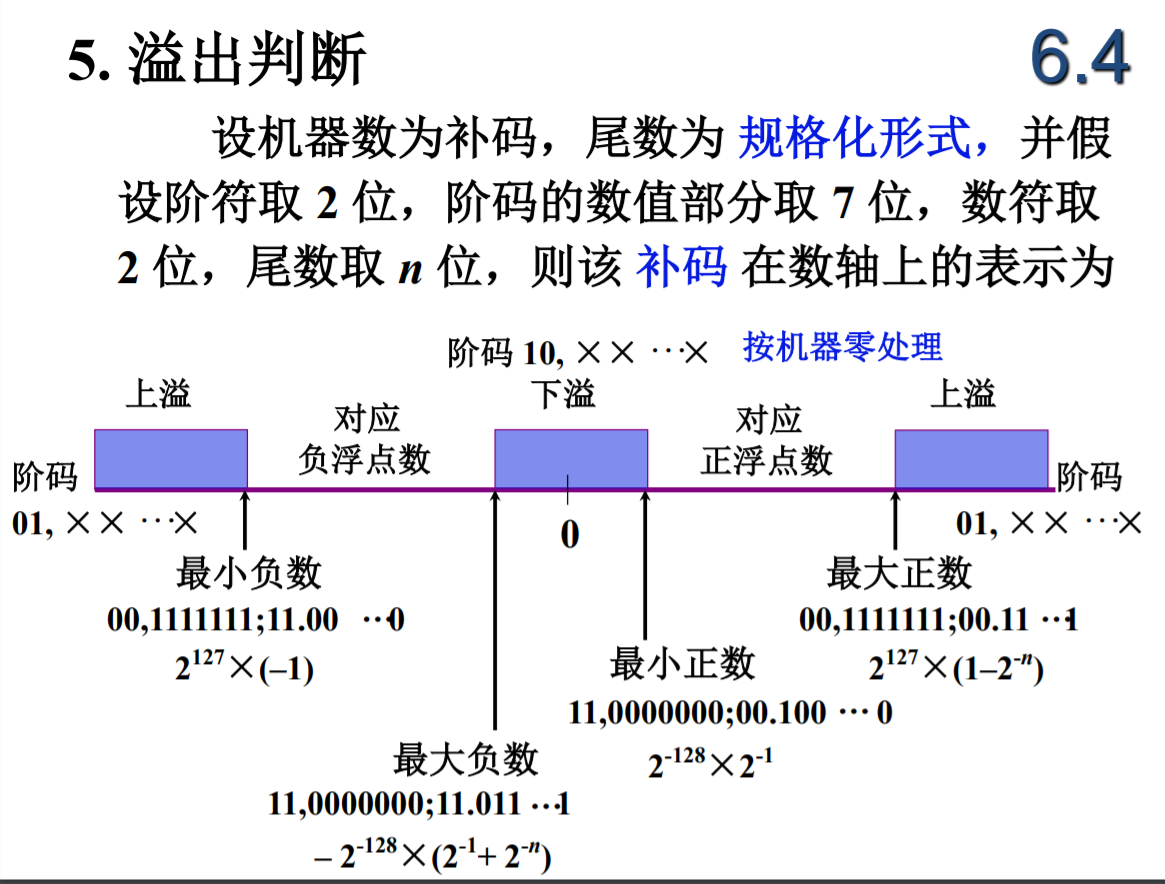 5. 溢出判断
6.4
设机器数为补码，尾数为 规格化形式，并假
设阶符取 2 位，阶码的数值部分取 7 位，数符取
2 位，尾数取 n 位，则该 补码 在数轴上的表示为
阶码 10, ×× ···× 按机器零处理
上溢
下溢
上溢
对应
负浮点数
对应
正浮点数
阶码
01, ×× ···×
阶码
01, ×× ···×
0
最小负数
00,1111111;11.00 ···0
2¹²⁷×(–1)
最大正数
00,1111111;00.11 ···1
2¹²⁷×(1–2⁻ⁿ)
最小正数
11,0000000;00.100 ··· 0
2⁻¹²⁸×2⁻¹
最大负数
11,0000000;11.011 ···1
– 2⁻¹²⁸×(2⁻¹+ 2⁻ⁿ)